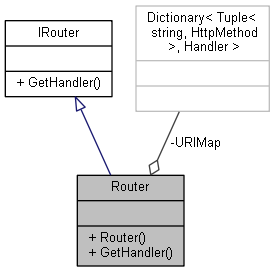 Dictionary< Tuple<
string, HttpMethod
>, Handler >
IRouter
+ GetHandler()
-URIMap
Router
+ Router()
+ GetHandler()